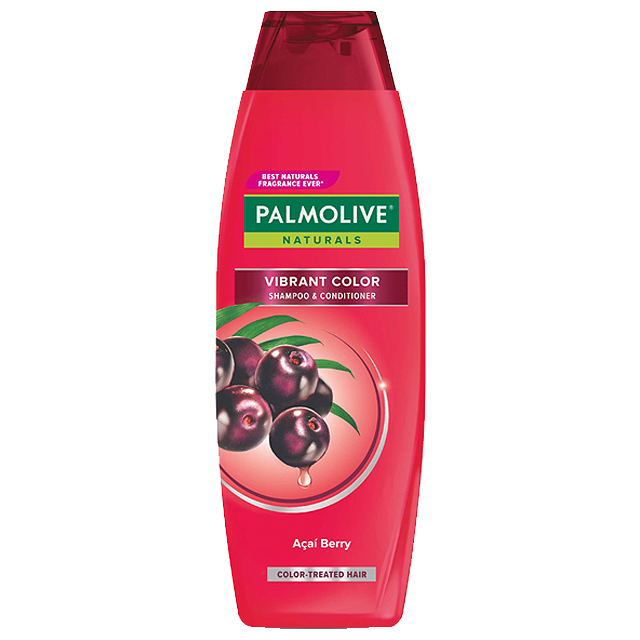 BEST NATURALS
FRAGRANCE EVER*
PALMOLIVE®
NATURALS
VIBRANT COLOR
SHAMPOO & CONDITIONER
Açaí Berry
COLOR-TREATED HAIR